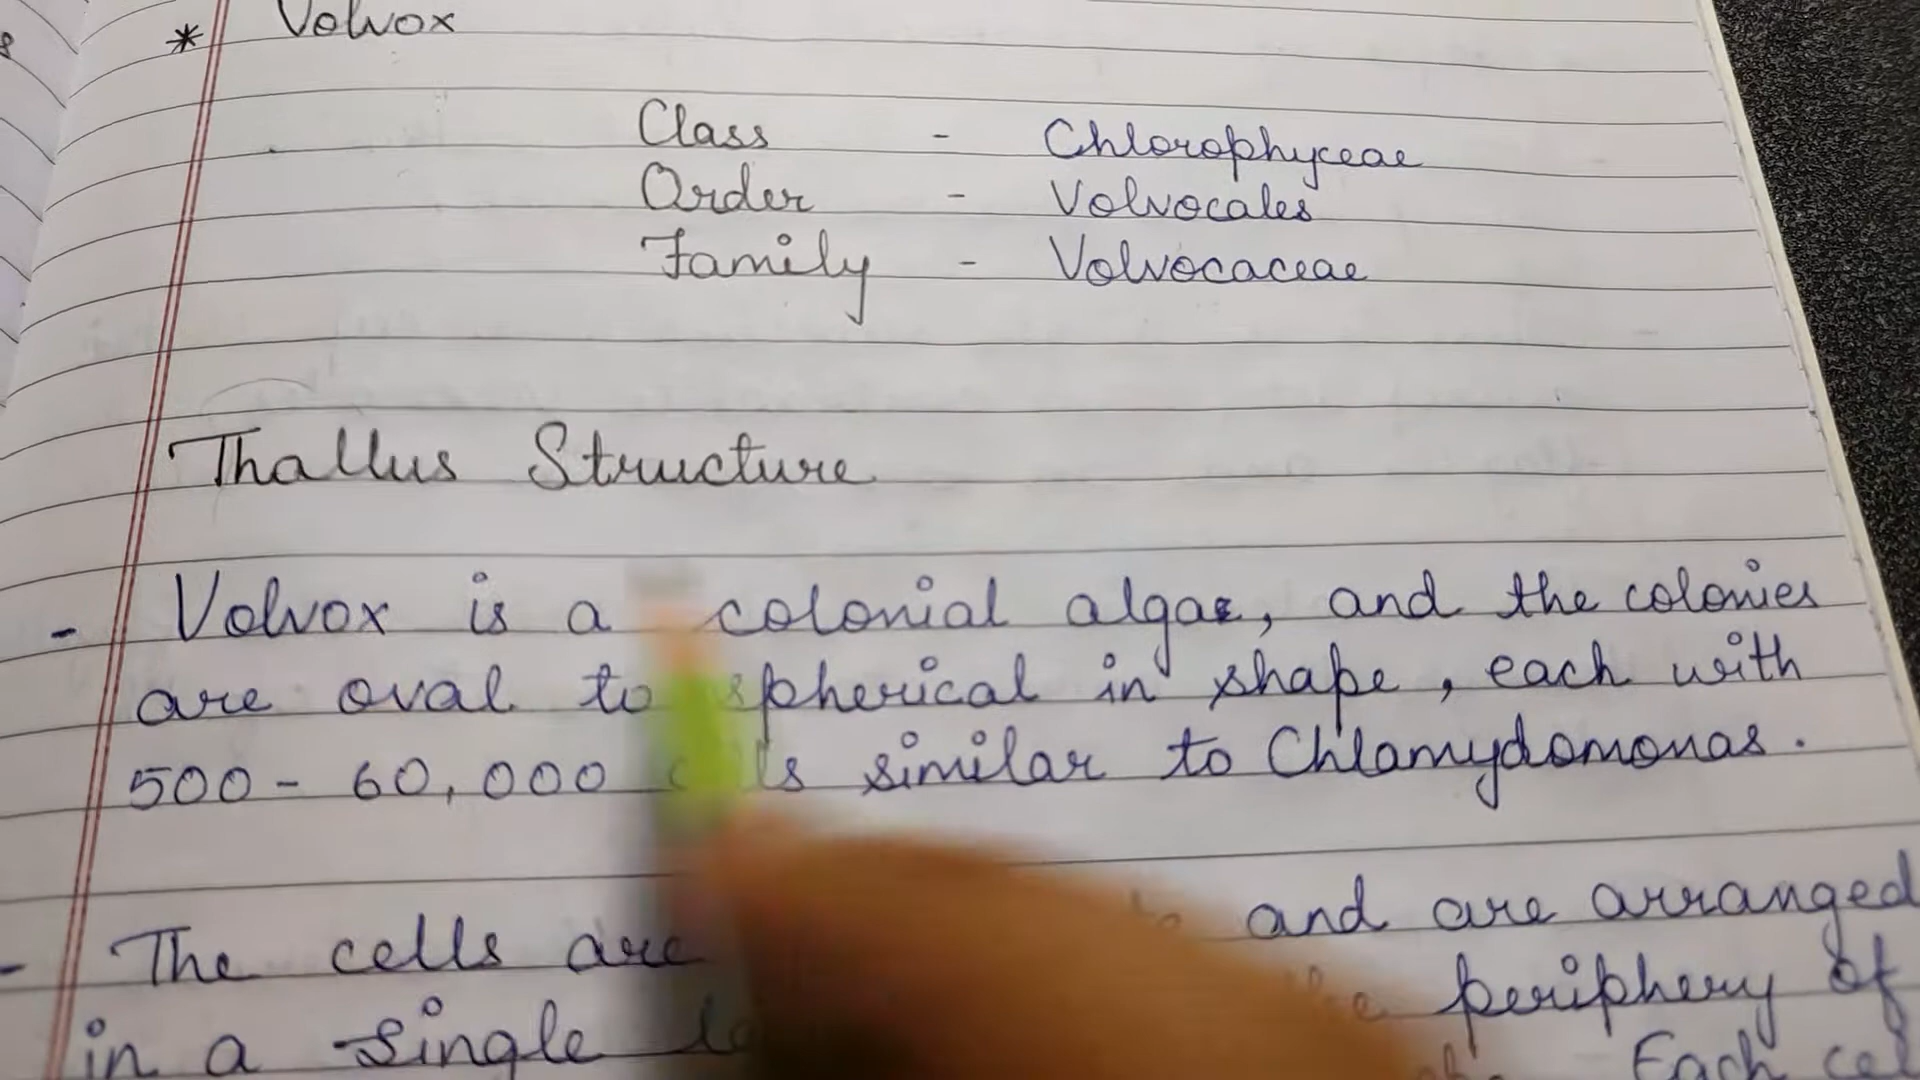 * Volvox
Class - Chlorophyceae
Order - Volvocales
Family - Volvocaceae
Thallus Structure
- Volvox is a colonial algae, and the colonies
are oval to spherical in shape, each with
500 - 60,000 similar to Chlamydomonas.
- The cells are and are arranged
in a single periphery of
Each